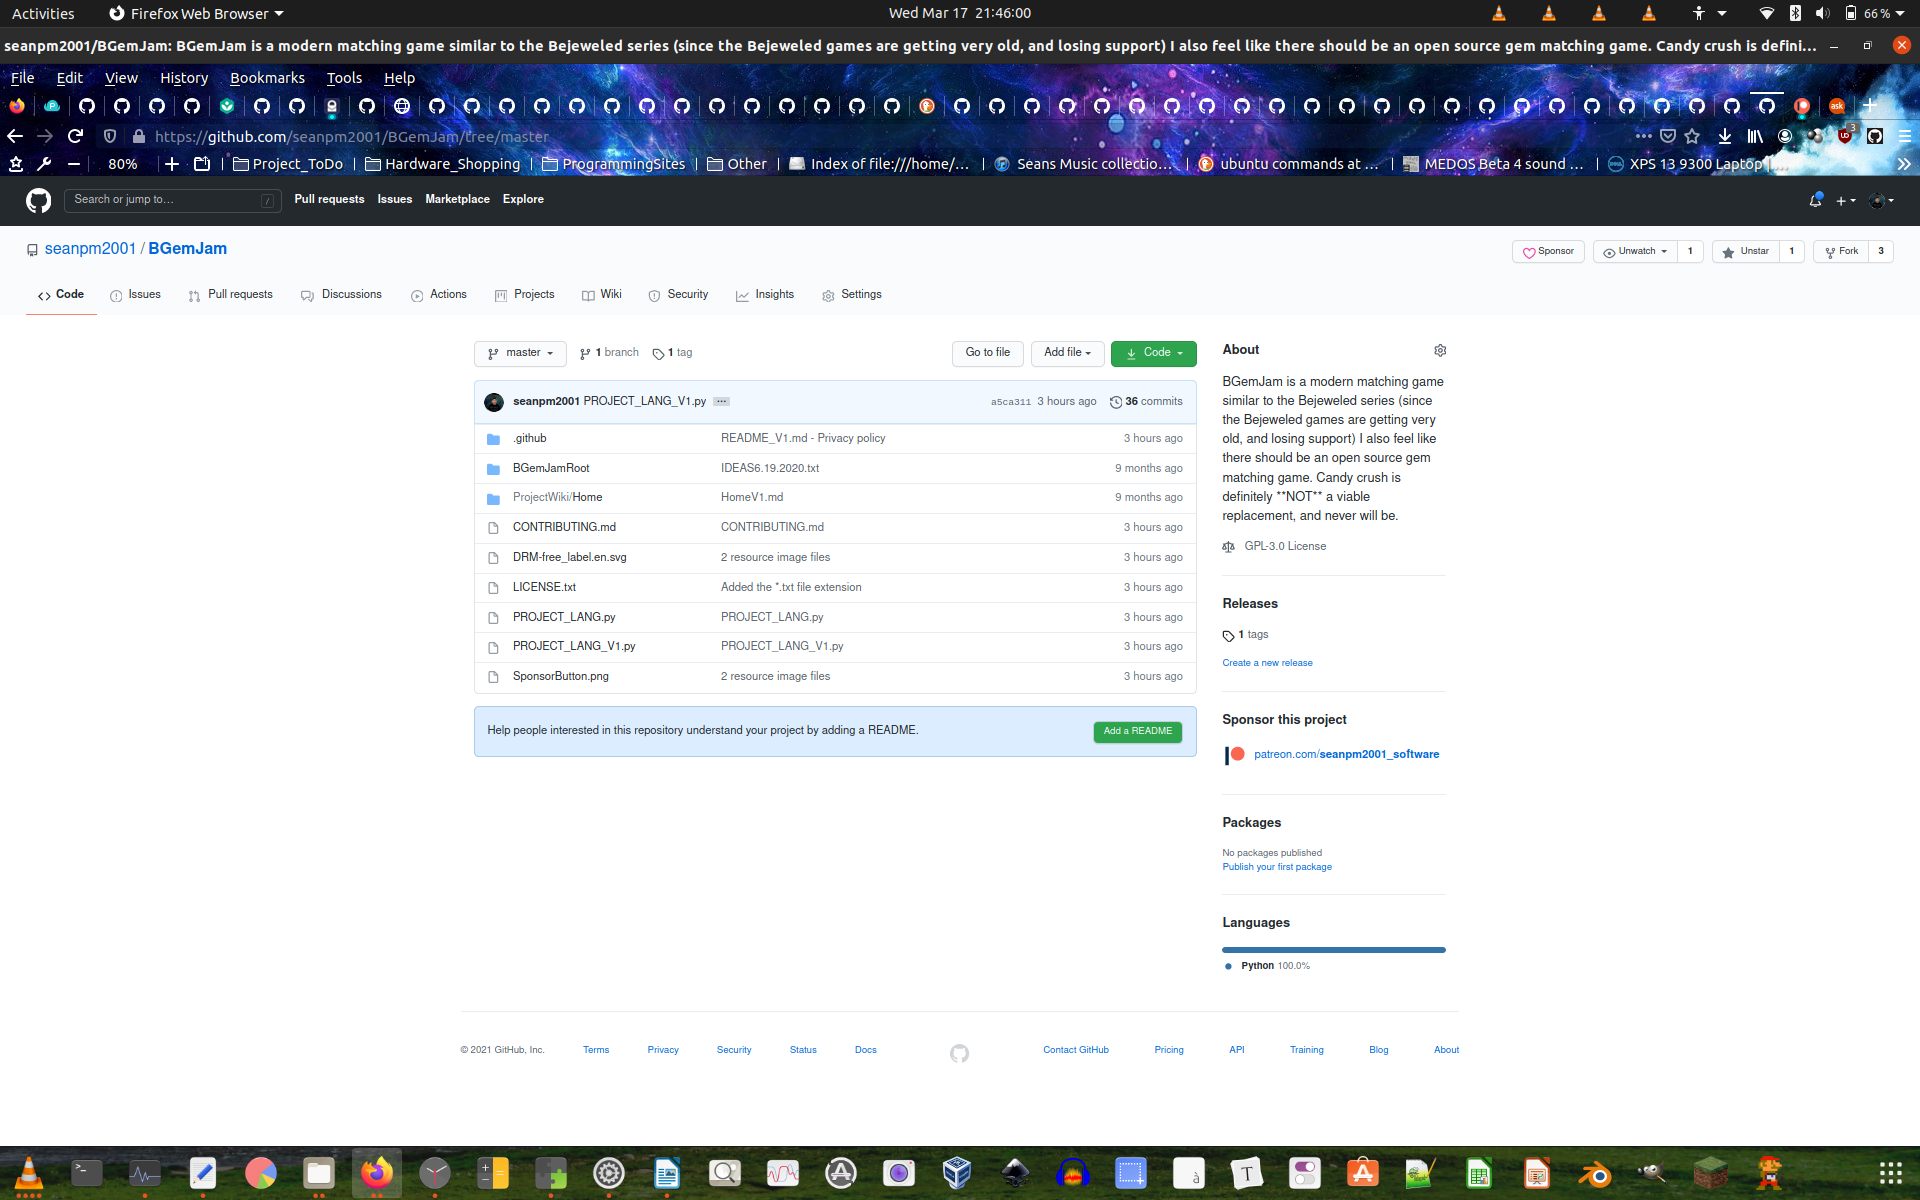 Activities Firefox Web Browser Wed Mar 17 21:46:00 66 %
seanpm2001/BGemJam: BGemJam is a modern matching game similar to the Bejeweled series (since the Bejeweled games are getting very old, and losing support) I also feel like there should be an open source gem matching game. Candy crush is defini...
File Edit View History Bookmarks Tools Help
https://github.com/seanpm2001/BGemJam/tree/master 3
80% Project_ToDo Hardware_Shopping ProgrammingSites Other Index of file:///home/... Seans Music collectio... ubuntu commands at ... MEDOS Beta 4 sound ... XPS 13 9300 Laptop
Search or jump to... / Pull requests Issues Marketplace Explore
seanpm2001 / BGemJam Sponsor Unwatch 1 Unstar 1 Fork 3
Code Issues Pull requests Discussions Actions Projects Wiki Security Insights Settings
master 1 branch 1 tag Go to file Add file Code
seanpm2001 PROJECT_LANG_V1.py ... a5ca311 3 hours ago 36 commits
.github README_V1.md - Privacy policy 3 hours ago
BGemJamRoot IDEAS6.19.2020.txt 9 months ago
ProjectWiki/Home HomeV1.md 9 months ago
CONTRIBUTING.md CONTRIBUTING.md 3 hours ago
DRM-free_label.en.svg 2 resource image files 3 hours ago
LICENSE.txt Added the *.txt file extension 3 hours ago
PROJECT_LANG.py PROJECT_LANG.py 3 hours ago
PROJECT_LANG_V1.py PROJECT_LANG_V1.py 3 hours ago
SponsorButton.png 2 resource image files 3 hours ago
Help people interested in this repository understand your project by adding a README. Add a README
About
BGemJam is a modern matching game
similar to the Bejeweled series (since
the Bejeweled games are getting very
old, and losing support) I also feel like
there should be an open source gem
matching game. Candy crush is
definitely **NOT** a viable
replacement, and never will be.
GPL-3.0 License
Releases
1 tags
Create a new release
Sponsor this project
patreon.com/seanpm2001_software
Packages
No packages published
Publish your first package
Languages
Python 100.0%
© 2021 GitHub, Inc. Terms Privacy Security Status Docs Contact GitHub Pricing API Training Blog About